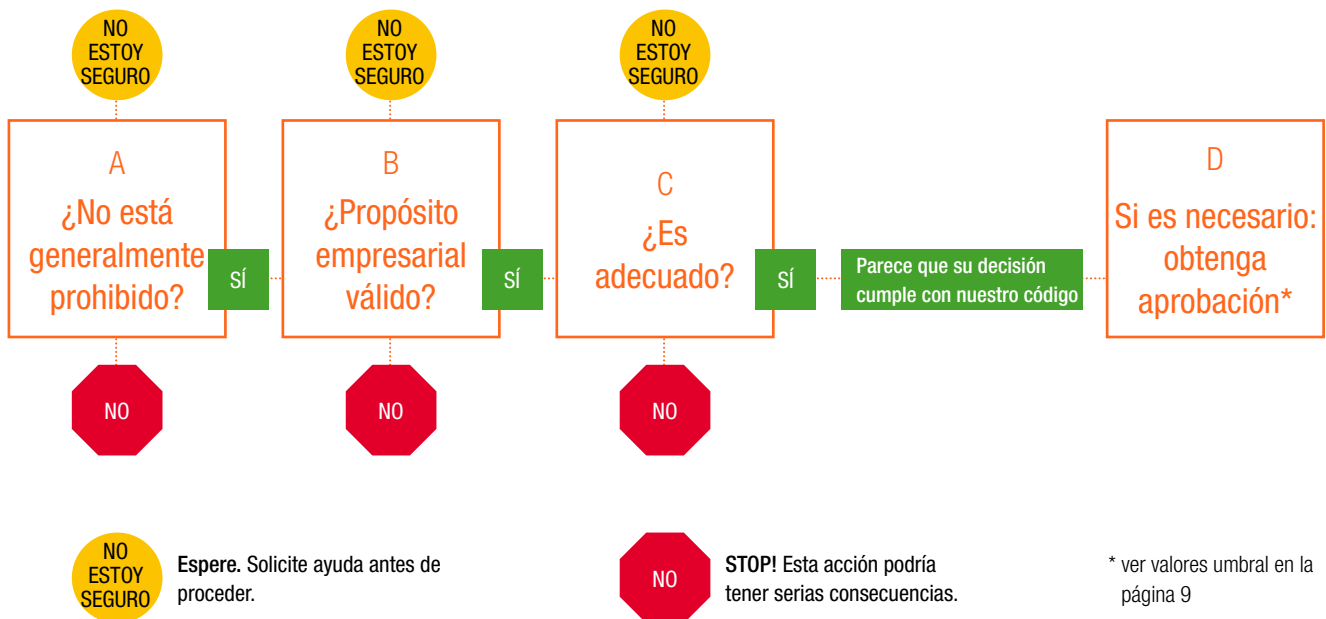 NO
ESTOY
SEGURO
NO
ESTOY
SEGURO
NO
ESTOY
SEGURO
A
¿No está
generalmente
prohibido?
SÍ
B
¿Propósito
empresarial
válido?
SÍ
C
¿Es
adecuado?
SÍ
Parece que su decisión
cumple con nuestro código
D
Si es necesario:
obtenga
aprobación*
NO
NO
NO
NO
ESTOY
SEGURO
Espere. Solicite ayuda antes de
proceder.
NO
STOP! Esta acción podría
tener serias consecuencias.
* ver valores umbral en la
página 9